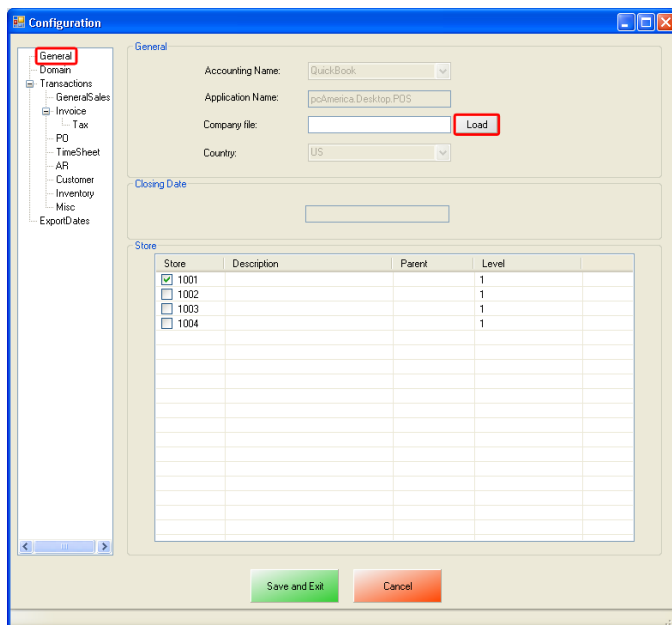 Configuration
General
Domain
Transactions
GeneralSales
Invoice
Tax
PO
TimeSheet
AR
Customer
Inventory
Misc
ExportDates
General
Accounting Name: QuickBook
Application Name: pcAmerica.Desktop.POS
Company file: Load
Country: US
Closing Date
Store
Store Description Parent Level
1001 1
1002 1
1003 1
1004 1
Save and Exit Cancel